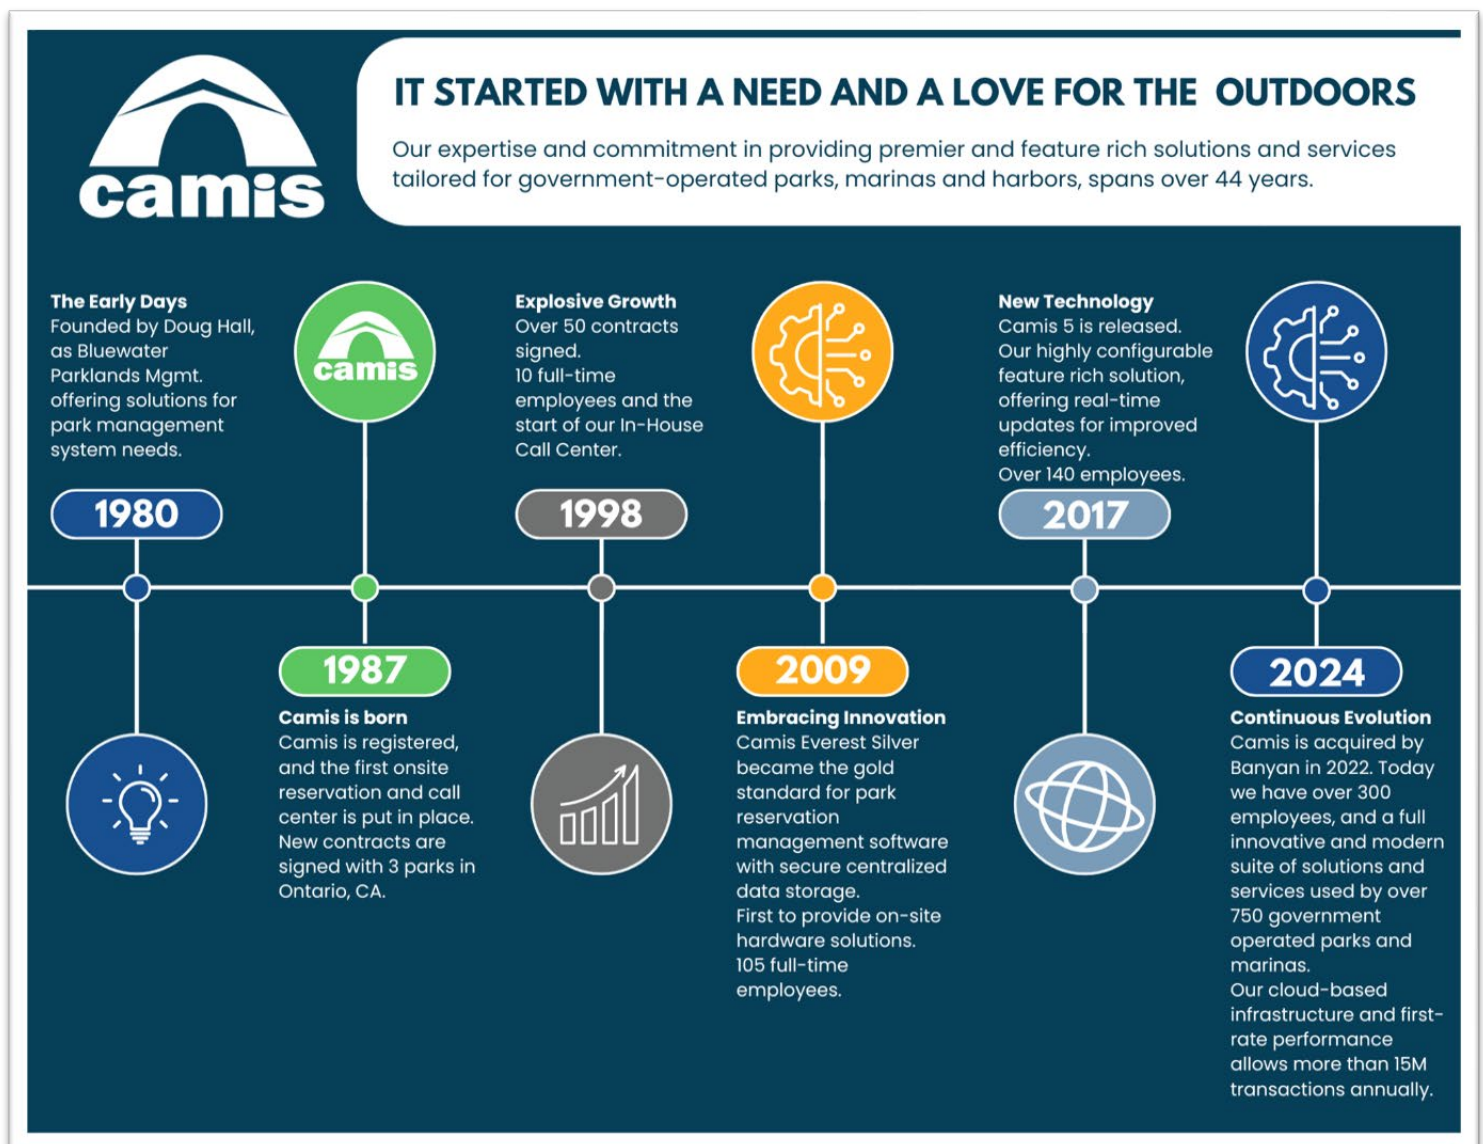 camis
IT STARTED WITH A NEED AND A LOVE FOR THE OUTDOORS
Our expertise and commitment in providing premier and feature rich solutions and services
tailored for government-operated parks, marinas and harbors, spans over 44 years.
The Early Days
Founded by Doug Hall,
as Bluewater
Parklands Mgmt.
offering solutions for
park management
system needs.
1980
camis
1987
Camis is born
Camis is registered,
and the first onsite
reservation and call
center is put in place.
New contracts are
signed with 3 parks in
Ontario, CA.
Explosive Growth
Over 50 contracts
signed.
10 full-time
employees and the
start of our In-House
Call Center.
1998
2009
Embracing Innovation
Camis Everest Silver
became the gold
standard for park
reservation
management software
with secure centralized
data storage.
First to provide on-site
hardware solutions.
105 full-time
employees.
New Technology
Camis 5 is released.
Our highly configurable
feature rich solution,
offering real-time
updates for improved
efficiency.
Over 140 employees.
2017
2024
Continuous Evolution
Camis is acquired by
Banyan in 2022. Today
we have over 300
employees, and a full
innovative and modern
suite of solutions and
services used by over
750 government
operated parks and
marinas.
Our cloud-based
infrastructure and first-
rate performance
allows more than 15M
transactions annually.